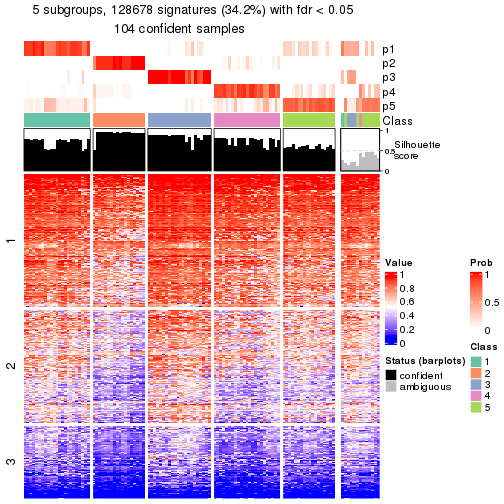 5 subgroups, 128678 signatures (34.2%) with fdr < 0.05
104 confident samples
p1
p2
p3
p4
p5
Class
1
0.5
0
Silhouette
score
1
2
3
Value
1
0.8
0.6
0.4
0.2
0
Prob
1
0.5
0
Status (barplots)
confident
ambiguous
Class
1
2
3
4
5